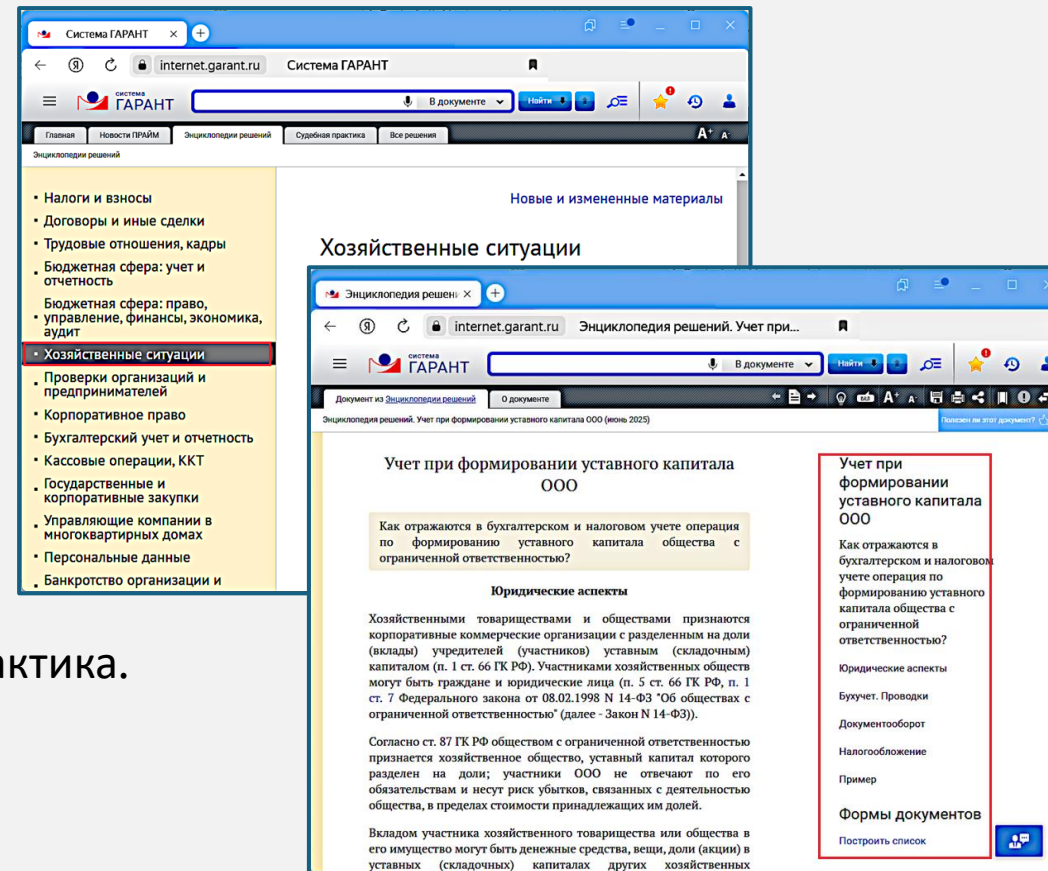 Система ГАРАНТ
internet.garant.ru Система ГАРАНТ
система
ГАРАНТ
В документе
Найти
Главная Новости ПРАЙМ Энциклопедии решений Судебная практика Все решения
A+ A-
Энциклопедии решений
Налоги и взносы
Договоры и иные сделки
Трудовые отношения, кадры
Бюджетная сфера: учет и
отчетность
Бюджетная сфера: право,
управление, финансы, экономика,
аудит
Хозяйственные ситуации
Проверки организаций и
предпринимателей
Корпоративное право
Бухгалтерский учет и отчетность
Кассовые операции, ККТ
Государственные и
корпоративные закупки
Управляющие компании в
многоквартирных домах
Персональные данные
Банкротство организации и
Новые и измененные материалы
Хозяйственные ситуации
актика.
Энциклопедия решени
internet.garant.ru Энциклопедия решений. Учет при...
система
ГАРАНТ
В документе
Найти
Документ из Энциклопедии решений О документе
A+ A-
Энциклопедия решений. Учет при формировании уставного капитала ООО (июнь 2025)
Полезен ли этот документ?
Учет при формировании уставного капитала
ООО
Как отражаются в бухгалтерском и налоговом учете операция
по формированию уставного капитала общества с
ограниченной ответственностью?
Юридические аспекты
Хозяйственными товариществами и обществами признаются
корпоративные коммерческие организации с разделенным на доли
(вклады) учредителей (участников) уставным (складочным)
капиталом (п. 1 ст. 66 ГК РФ). Участниками хозяйственных обществ
могут быть граждане и юридические лица (п. 5 ст. 66 ГК РФ, п. 1
ст. 7 Федерального закона от 08.02.1998 N 14-ФЗ "Об обществах с
ограниченной ответственностью" (далее - Закон N 14-ФЗ)).
Согласно ст. 87 ГК РФ обществом с ограниченной ответственностью
признается хозяйственное общество, уставный капитал которого
разделен на доли; участники ООО не отвечают по его
обязательствам и несут риск убытков, связанных с деятельностью
общества, в пределах стоимости принадлежащих им долей.
Вкладом участника хозяйственного товарищества или общества в
его имущество могут быть денежные средства, вещи, доли (акции) в
уставных (складочных) капиталах других хозяйственных
Учет при
формировании
уставного капитала
ООО
Как отражаются в
бухгалтерском и налоговом
учете операция по
формированию уставного
капитала общества с
ограниченной
ответственностью?
Юридические аспекты
Бухучет. Проводки
Документооборот
Налогообложение
Пример
Формы документов
Построить список